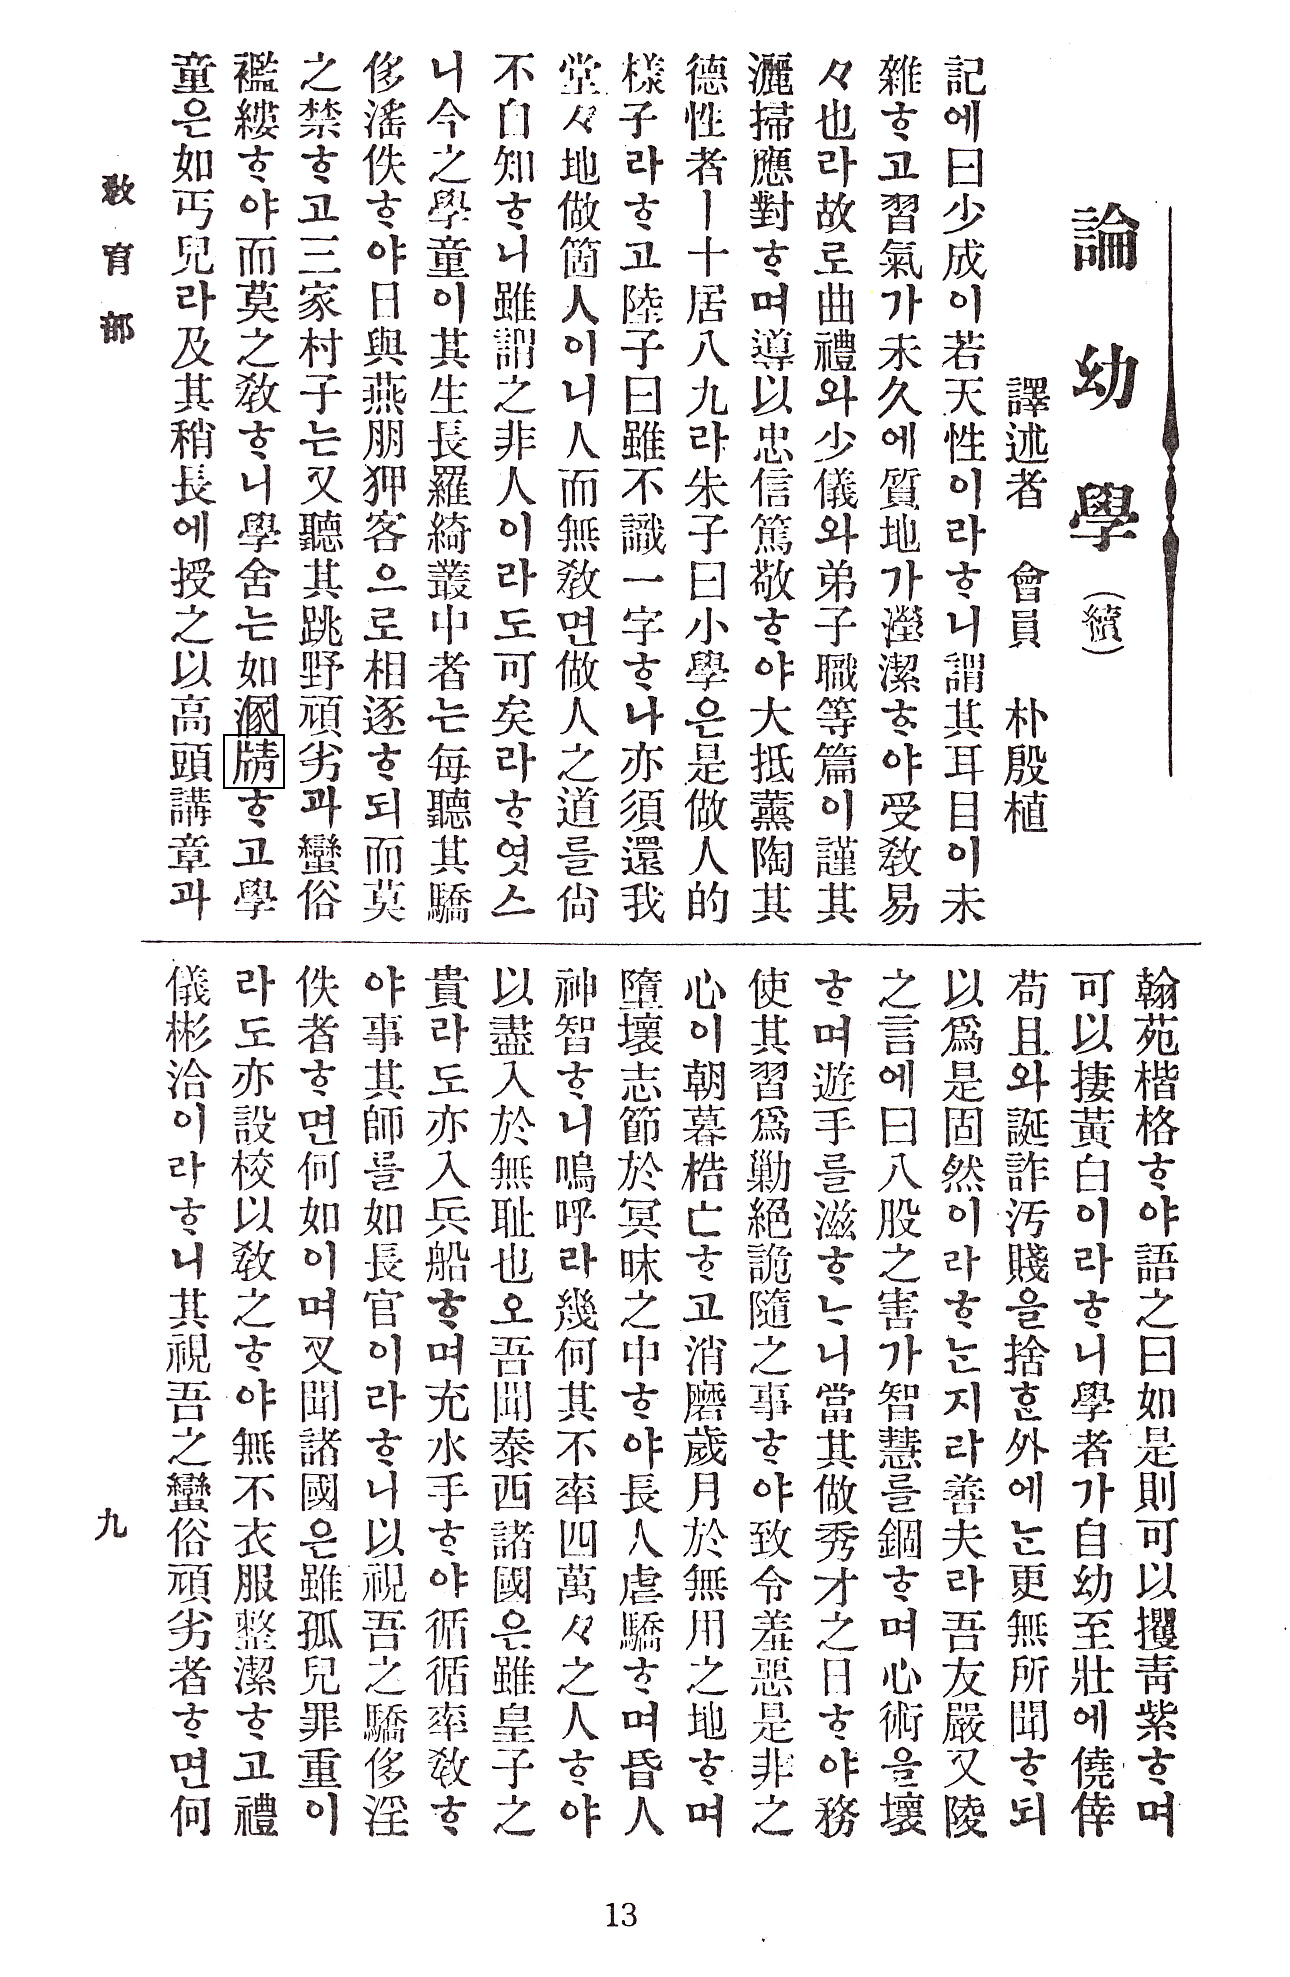 論幼學(續)
譯述者 會員 朴殷植
記에曰少成이若天性이라ᄒᆞ니謂其耳目이未
雜ᄒᆞ고習氣가未久에質地가瀅潔ᄒᆞ야受敎易
々也라故로曲禮와少儀와弟子職等篇이謹其
灑掃應對ᄒᆞ며導以忠信篤敬ᄒᆞ야大抵薰陶其
德性者ㅣ十居八九라朱子曰小學은是做人的
樣子라ᄒᆞ고陸子曰雖不識一字ᄒᆞ나亦須還我
堂々地做箇人이니人而無敎면做人之道를尙
不自知ᄒᆞ니雖謂之非人이라도可矣라ᄒᆞ엿스
니今之學童이其生長羅綺叢中者는每聽其驕
侈滛佚ᄒᆞ야日與燕朋狎客으로相逐ᄒᆞ되而莫
之禁ᄒᆞ고三家村子는又聽其跳野頑劣과蠻俗
襤縷ᄒᆞ야而莫之敎ᄒᆞ니學舍는如溷牘ᄒᆞ고學
童은如丐兒라及其稍長에授之以高頭講章과
翰苑楷格ᄒᆞ야語之曰如是則可以攫靑紫ᄒᆞ며
可以捿黃白이라ᄒᆞ니學者가自幼至壯에僥倖
苟且와誕詐汚賤을捨ᄒᆞᆫ外에ᄂᆞᆫ更無所聞ᄒᆞ되
以爲是固然이라ᄒᆞᄂᆞᆫ지라善夫라吾友嚴又陵
之言에曰八股之害가智慧를錮ᄒᆞ며心術을壞
ᄒᆞ며遊手를滋ᄒᆞᄂᆞ니當其做秀才之日ᄒᆞ야務
使其習爲勦絕詭隨之事ᄒᆞ야致令羞惡是非之
心이朝暮梏亡ᄒᆞ고消磨歲月於無用之地ᄒᆞ며
墮壞志節於冥昧之中ᄒᆞ야長人虐驕ᄒᆞ며昏人
神智ᄒᆞ니嗚呼라幾何其不率四萬々之人ᄒᆞ야
以盡入於無耻也오吾聞泰西諸國은雖皇子之
貴라도亦入兵船ᄒᆞ며充水手ᄒᆞ야循循率敎ᄒᆞ
야事其師를如長官이라ᄒᆞ니以視吾之驕侈淫
佚者ᄒᆞ면何如이며又聞諸國은雖孤兒罪重이
라도亦設校以敎之ᄒᆞ야無不衣服整潔ᄒᆞ고禮
儀彬洽이라ᄒᆞ니其視吾之蠻俗頑劣者ᄒᆞ면何
敎育部
九
13